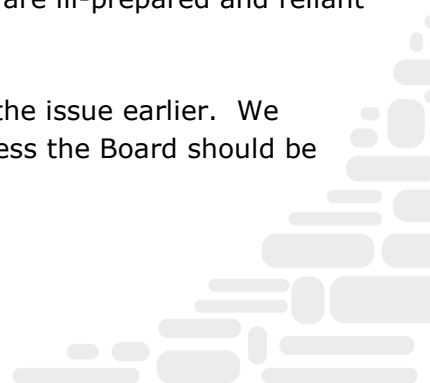 are ill-prepared and reliant
the issue earlier. We
ess the Board should be